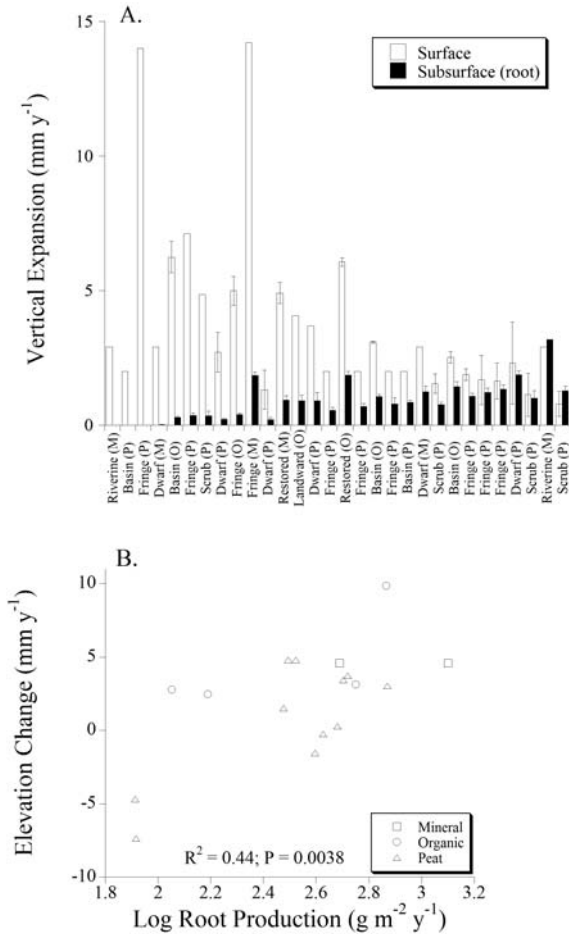 A.
15
10
5
0
Vertical Expansion (mm y-1)
Surface
Subsurface (root)
Riverine (M)
Basin (P)
Fringe (P)
Dwarf (M)
Basin (O)
Fringe (P)
Scrub (P)
Dwarf (P)
Fringe (O)
Fringe (M)
Dwarf (P)
Restored (M)
Landward (O)
Dwarf (P)
Fringe (P)
Restored (O)
Fringe (P)
Basin (O)
Fringe (P)
Basin (P)
Dwarf (M)
Scrub (P)
Basin (O)
Fringe (P)
Fringe (P)
Fringe (P)
Dwarf (P)
Scrub (P)
Riverine (M)
Scrub (P)
B.
10
5
0
-5
-10
Elevation Change (mm y-1)
Mineral
Organic
Peat
R2 = 0.44; P = 0.0038
1.8 2 2.2 2.4 2.6 2.8 3 3.2
Log Root Production (g m-2 y-1)